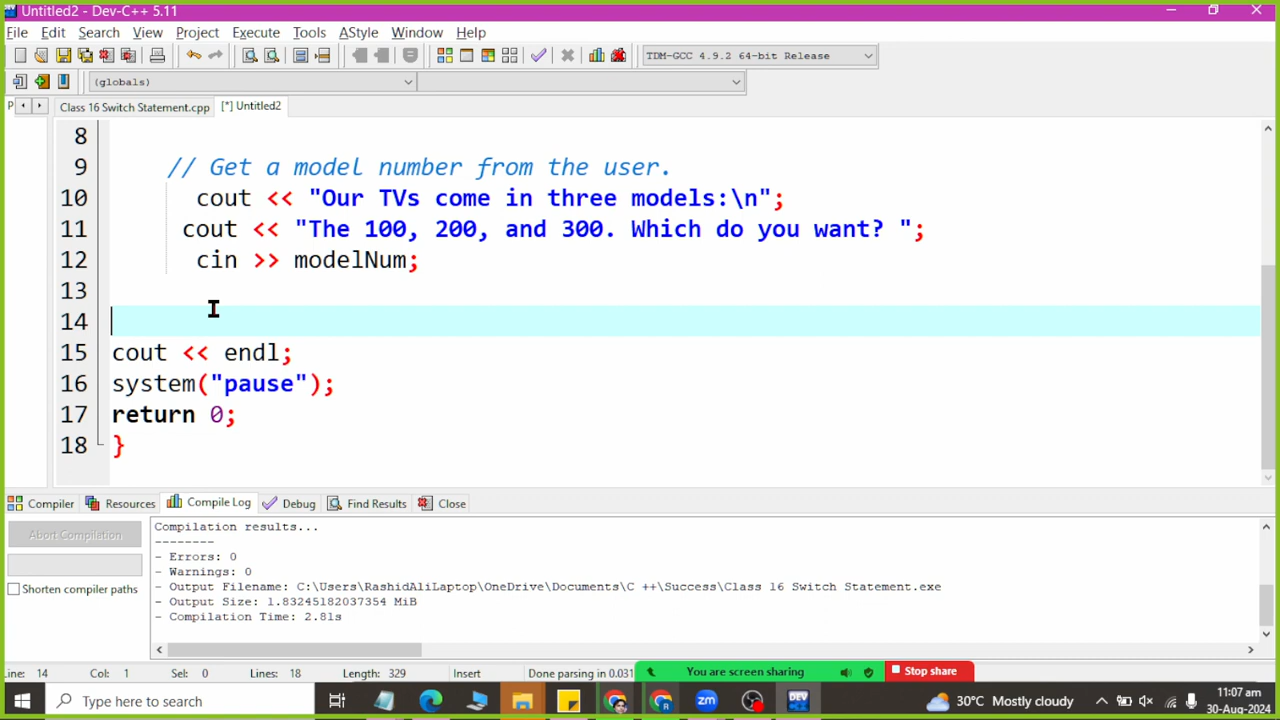 Untitled2 - Dev-C++ 5.11
File Edit Search View Project Execute Tools AStyle Window Help
TDM-GCC 4.9.2 64-bit Release
(globals)
P Class 16 Switch Statement.cpp [*] Untitled2
8
9 // Get a model number from the user.
10 cout << "Our TVs come in three models:\n";
11 cout << "The 100, 200, and 300. Which do you want? ";
12 cin >> modelNum;
13
14
15 cout << endl;
16 system("pause");
17 return 0;
18 }
Compiler Resources Compile Log Debug Find Results Close
Abort Compilation
Shorten compiler paths
Compilation results...
--------
- Errors: 0
- Warnings: 0
- Output Filename: C:\Users\RashidAliLaptop\OneDrive\Documents\C ++\Success\Class 16 Switch Statement.exe
- Output Size: 1.83245182037354 MiB
- Compilation Time: 2.81s
Line: 14 Col: 1 Sel: 0 Lines: 18 Length: 329 Insert Done parsing in 0.031
You are screen sharing Stop share
Type here to search
zm
DEV
30°C Mostly cloudy
11:07 am
30-Aug-2024